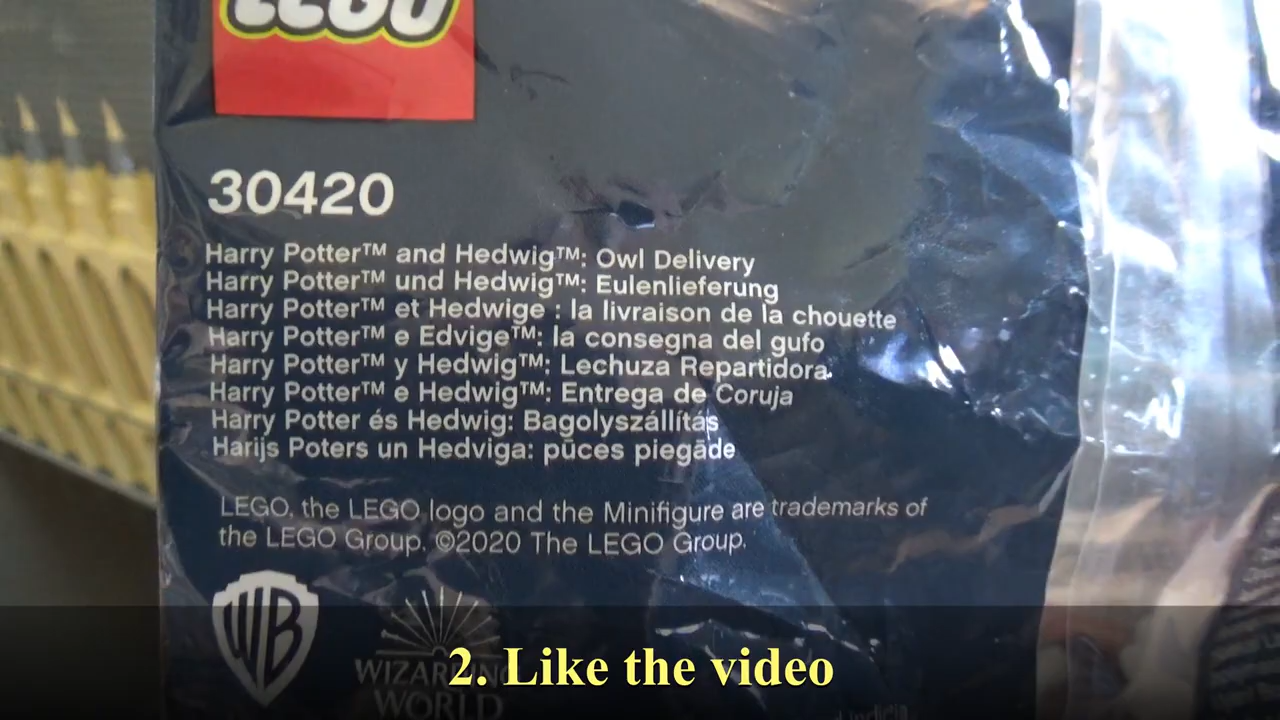 LEGO
30420
Harry Potter™ and Hedwig™: Owl Delivery
Harry Potter™ und Hedwig™: Eulenlieferung
Harry Potter™ et Hedwige : la livraison de la chouette
Harry Potter™ e Edvige™: la consegna del gufo
Harry Potter™ y Hedwig™: Lechuza Repartidora
Harry Potter™ e Hedwig™: Entrega de Coruja
Harry Potter és Hedwig: Bagolyszállítás
Harijs Poters un Hedviga: pūces piegāde
LEGO, the LEGO logo and the Minifigure are trademarks of
the LEGO Group. ©2020 The LEGO Group.
WB
WIZARDING
WORLD
2. Like the video